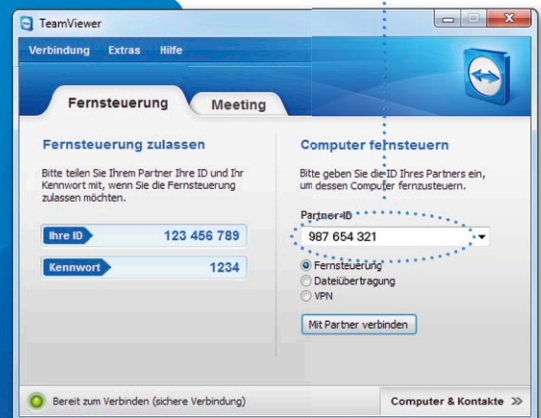 TeamViewer
Verbindung Extras Hilfe
Fernsteuerung Meeting
Fernsteuerung zulassen
Bitte teilen Sie Ihrem Partner Ihre ID und Ihr
Kennwort mit, wenn Sie die Fernsteuerung
zulassen möchten.
Ihre ID 123 456 789
Kennwort 1234
Computer fernsteuern
Bitte geben Sie die ID Ihres Partners ein,
um dessen Computer fernzusteuern.
Partner-ID
987 654 321
Fernsteuerung
Dateiübertragung
VPN
Mit Partner verbinden
Bereit zum Verbinden (sichere Verbindung)
Computer & Kontakte >>